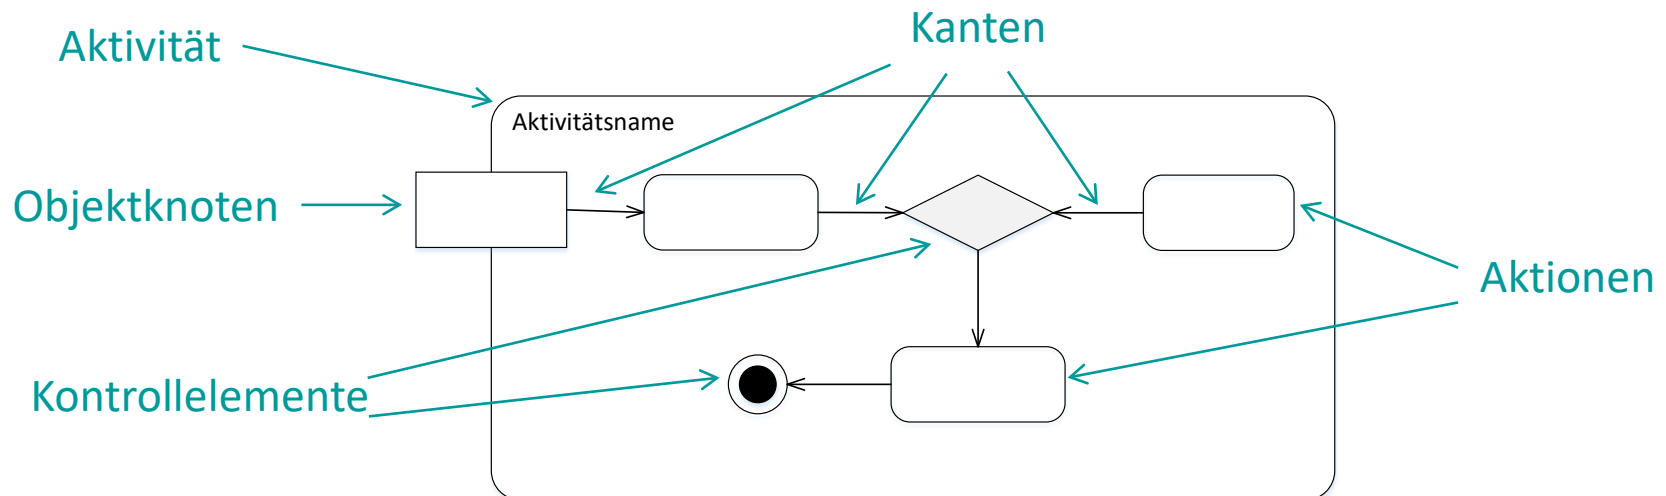 Kanten
Aktivität
Aktivitätsname
Objektknoten
Aktionen
Kontrollelemente